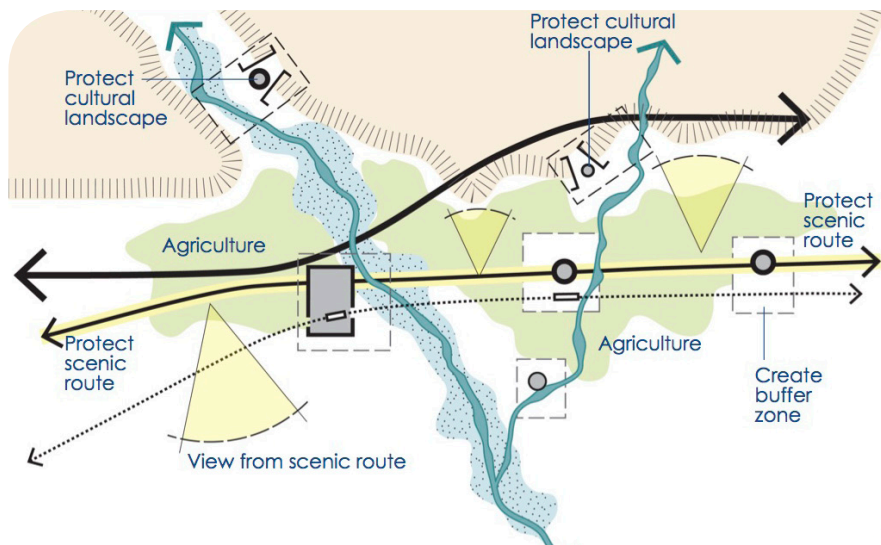 Protect cultural
landscape
Protect
cultural
landscape
Protect
scenic
route
Agriculture
Protect
scenic
route
Agriculture
Create
buffer
zone
View from scenic route